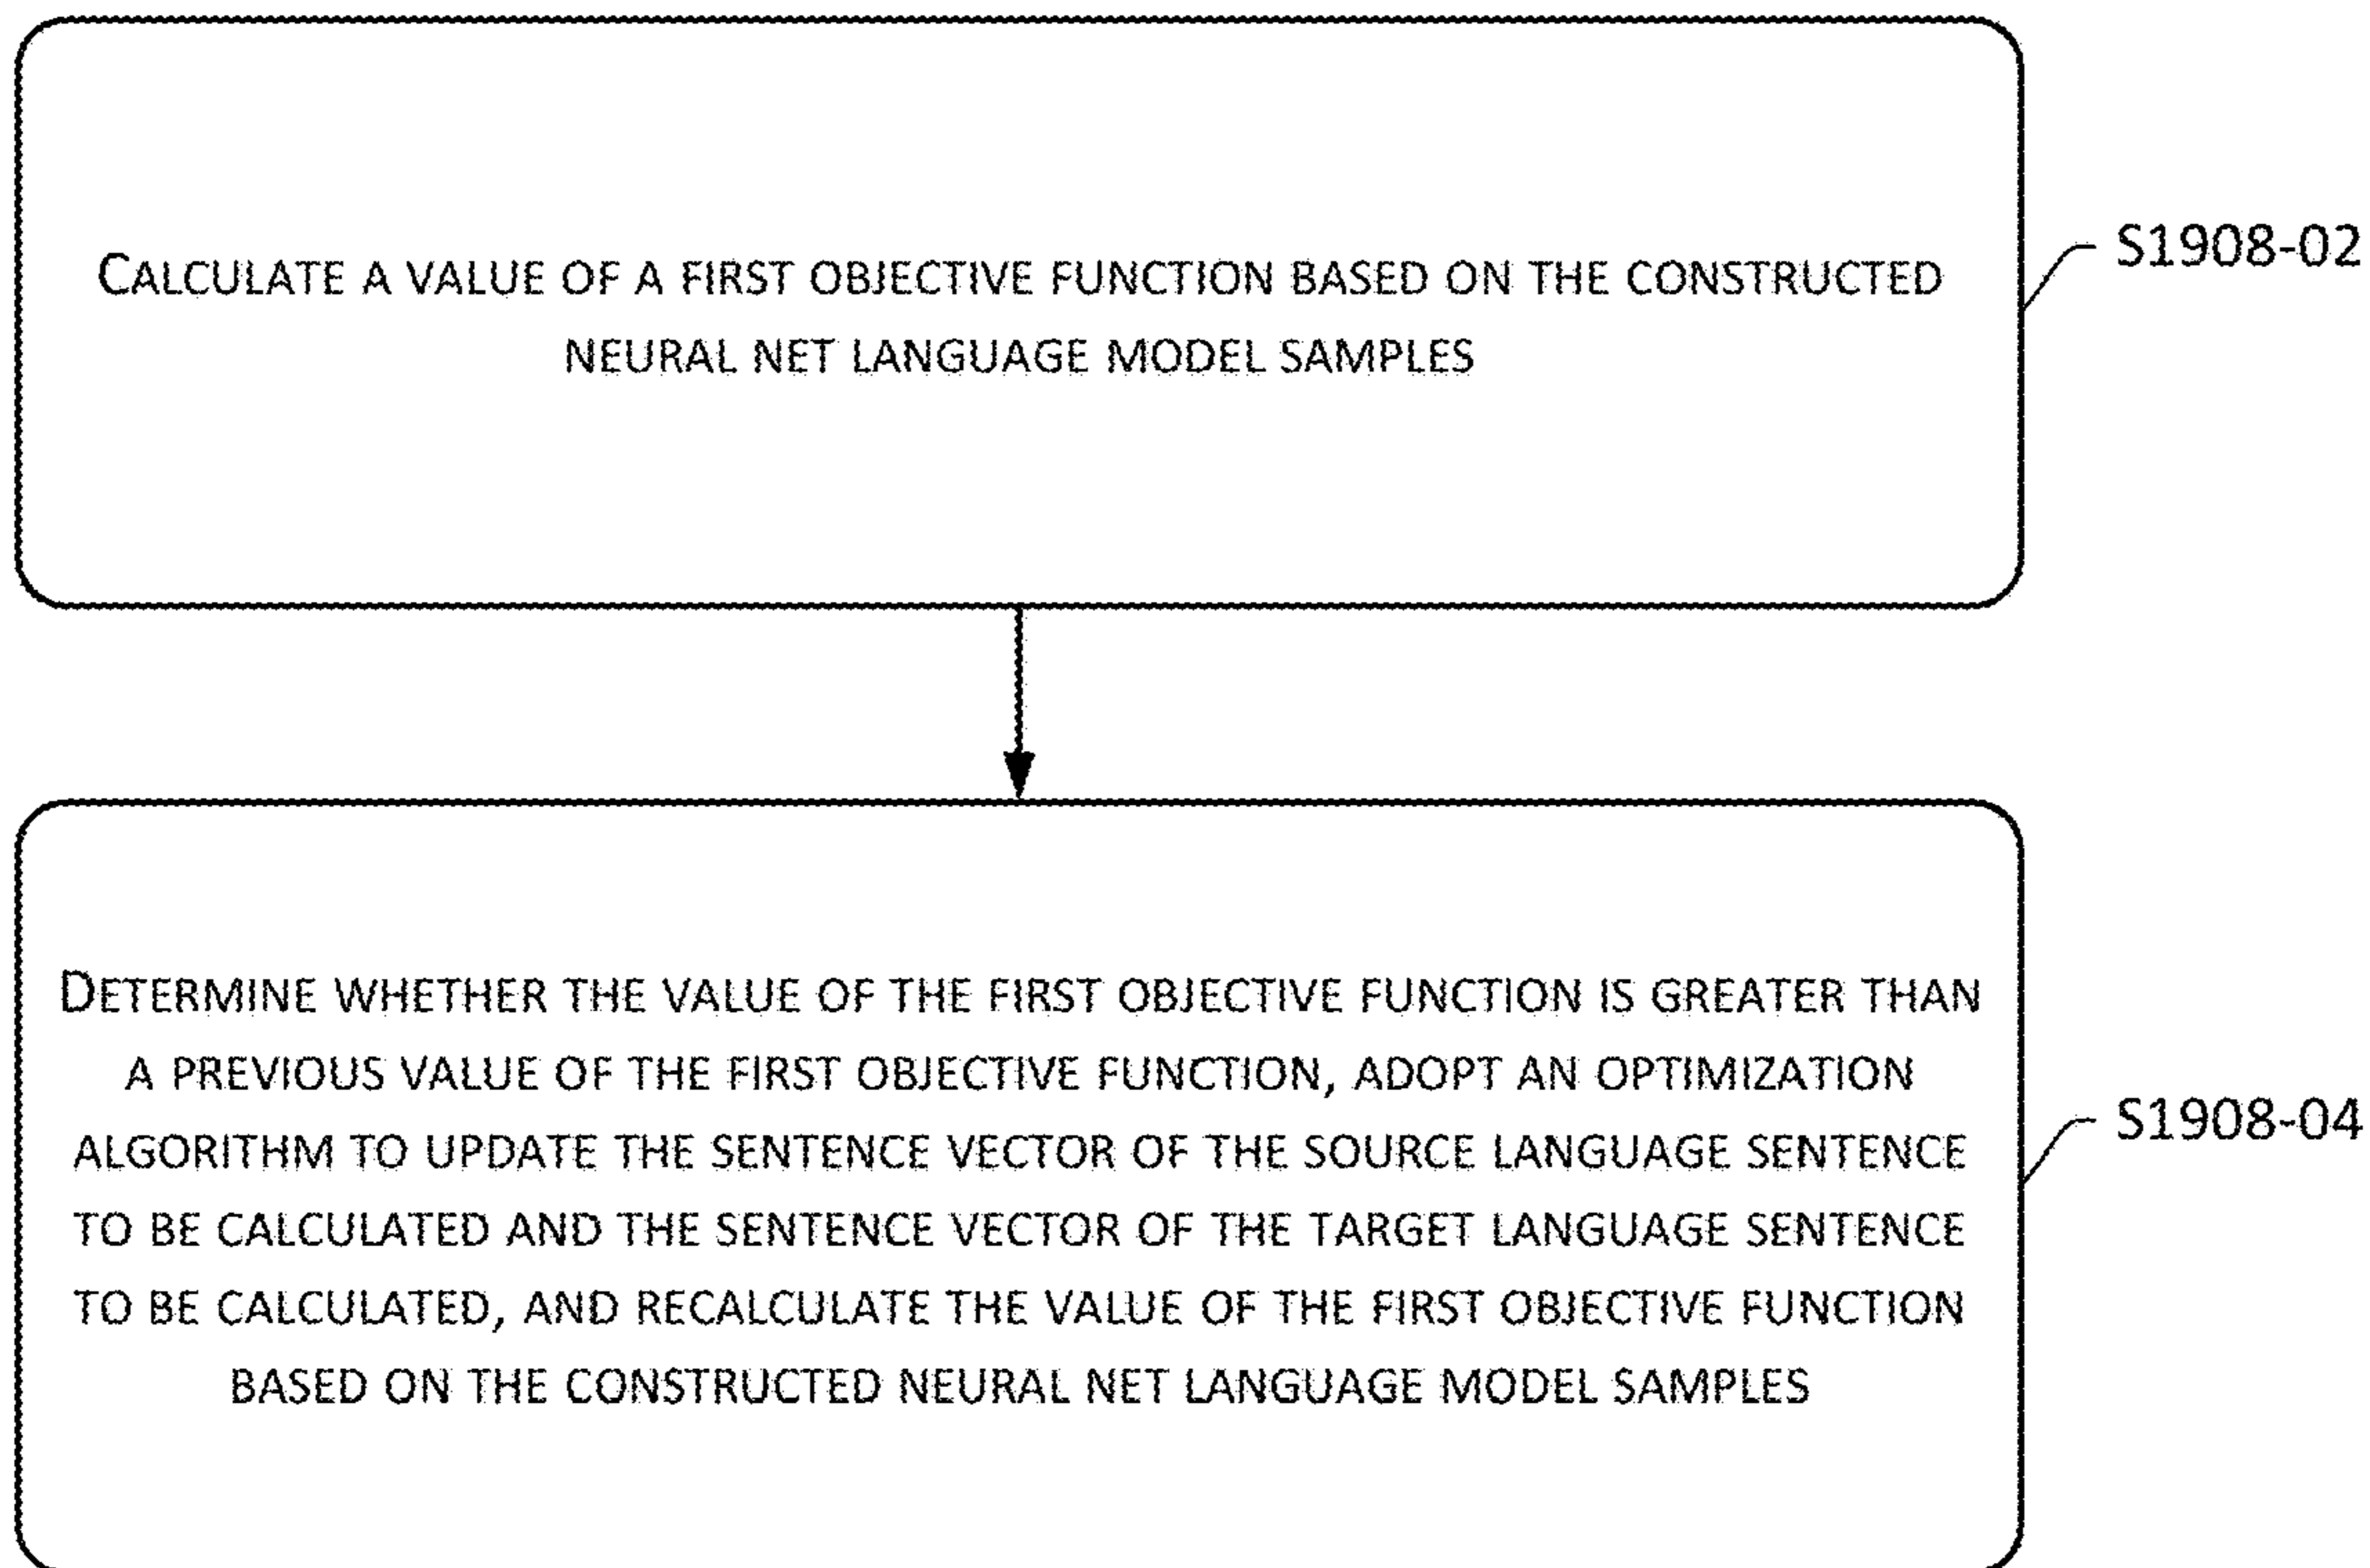 CALCULATE A VALUE OF A FIRST OBJECTIVE FUNCTION BASED ON THE CONSTRUCTED
NEURAL NET LANGUAGE MODEL SAMPLES
S1908-02
DETERMINE WHETHER THE VALUE OF THE FIRST OBJECTIVE FUNCTION IS GREATER THAN
A PREVIOUS VALUE OF THE FIRST OBJECTIVE FUNCTION, ADOPT AN OPTIMIZATION
ALGORITHM TO UPDATE THE SENTENCE VECTOR OF THE SOURCE LANGUAGE SENTENCE
TO BE CALCULATED AND THE SENTENCE VECTOR OF THE TARGET LANGUAGE SENTENCE
TO BE CALCULATED, AND RECALCULATE THE VALUE OF THE FIRST OBJECTIVE FUNCTION
BASED ON THE CONSTRUCTED NEURAL NET LANGUAGE MODEL SAMPLES
S1908-04